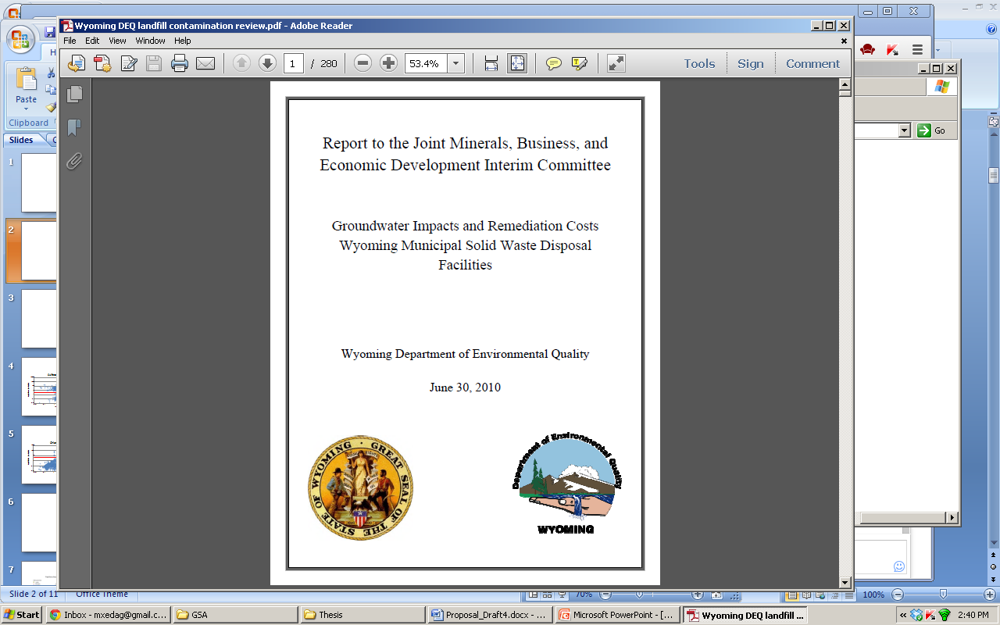 Wyoming DEQ landfill contamination review.pdf - Adobe Reader
File Edit View Window Help
1 / 280 53.4% Tools Sign Comment
Paste
Clipboard
Slides
Go
1
2
3
4
5
6
7
Report to the Joint Minerals, Business, and
Economic Development Interim Committee
Groundwater Impacts and Remediation Costs
Wyoming Municipal Solid Waste Disposal
Facilities
Wyoming Department of Environmental Quality
June 30, 2010
GREAT SEAL OF THE STATE OF WYOMING
Department of Environmental Quality
WYOMING
Slide 2 of 11 Office Theme 70% 100%
Start Inbox - mxedag@gmail.c... GSA Thesis Proposal_Draft4.docx - ... Microsoft PowerPoint - [... Wyoming DEQ landfill ... 2:40 PM